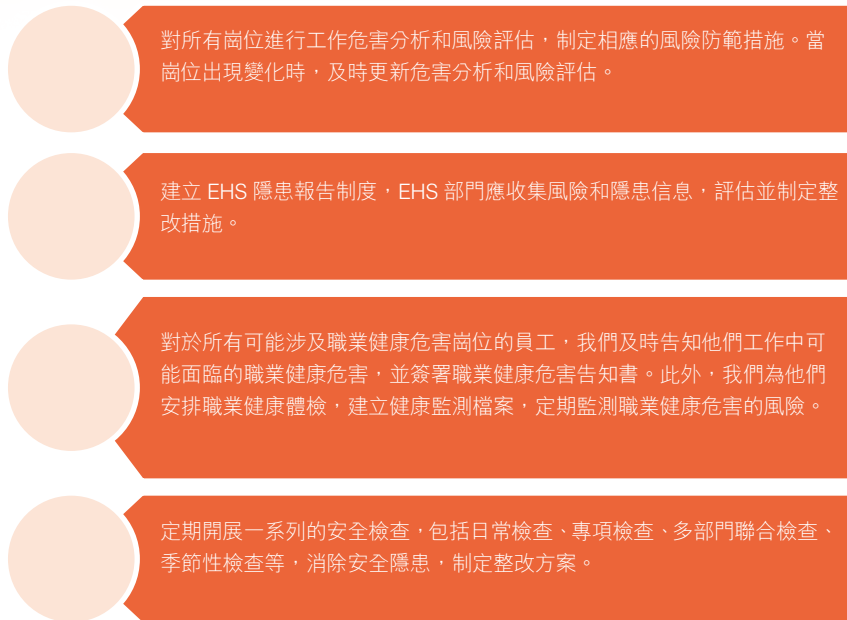 對所有崗位進行工作危害分析和風險評估，制定相應的風險防範措施。當
崗位出現變化時，及時更新危害分析和風險評估。
建立 EHS 隱患報告制度，EHS 部門應收集風險和隱患信息，評估並制定整
改措施。
對於所有可能涉及職業健康危害崗位的員工，我們及時告知他們工作中可
能面臨的職業健康危害，並簽署職業健康危害告知書。此外，我們為他們
安排職業健康體檢，建立健康監測檔案，定期監測職業健康危害的風險。
定期開展一系列的安全檢查，包括日常檢查、專項檢查、多部門聯合檢查、
季節性檢查等，消除安全隱患，制定整改方案。